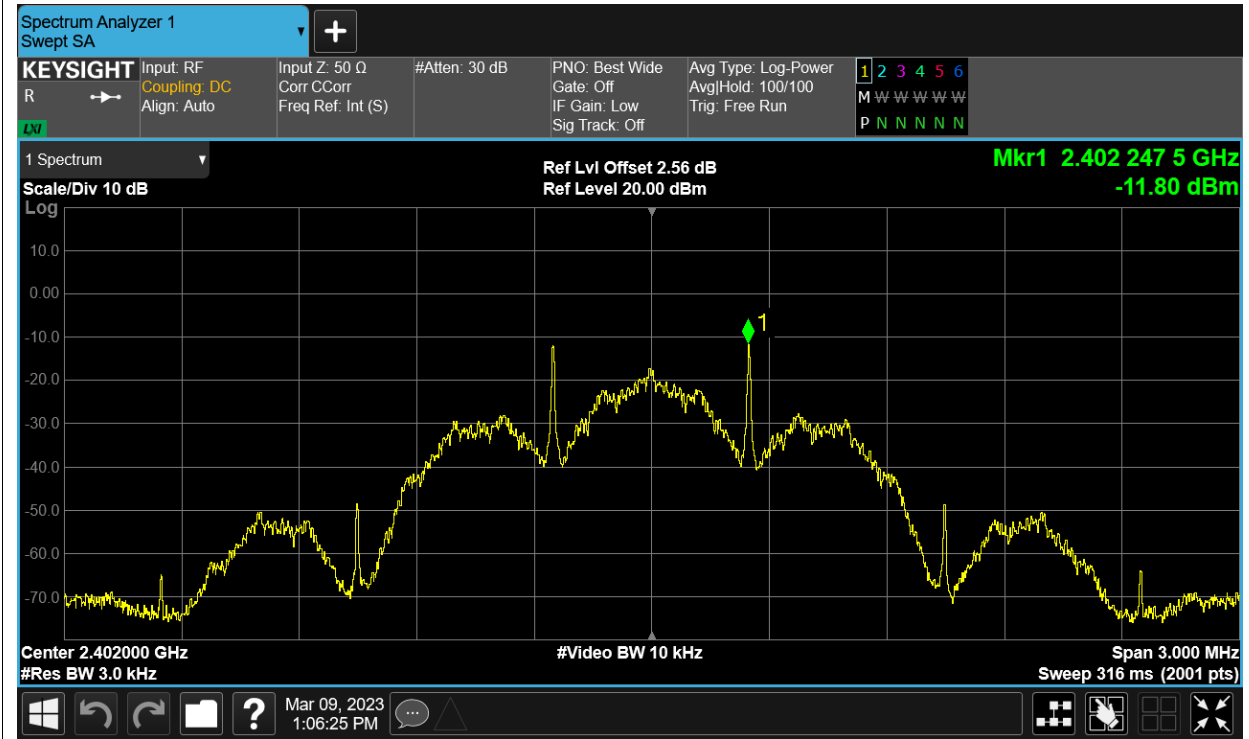 Spectrum Analyzer 1
Swept SA
+
KEYSIGHT
R
LXI
Input: RF
Coupling: DC
Align: Auto
Input Z: 50 Ω
Corr CCorr
Freq Ref: Int (S)
#Atten: 30 dB
PNO: Best Wide
Gate: Off
IF Gain: Low
Sig Track: Off
Avg Type: Log-Power
Avg|Hold: 100/100
Trig: Free Run
1 2 3 4 5 6
M W W W W W W
P N N N N N N
1 Spectrum
Scale/Div 10 dB
Log
Ref Lvl Offset 2.56 dB
Ref Level 20.00 dBm
Mkr1 2.402 247 5 GHz
-11.80 dBm
10.0
0.00
-10.0
-20.0
-30.0
-40.0
-50.0
-60.0
-70.0
1
Center 2.402000 GHz
#Res BW 3.0 kHz
#Video BW 10 kHz
Span 3.000 MHz
Sweep 316 ms (2001 pts)
?
Mar 09, 2023
1:06:25 PM